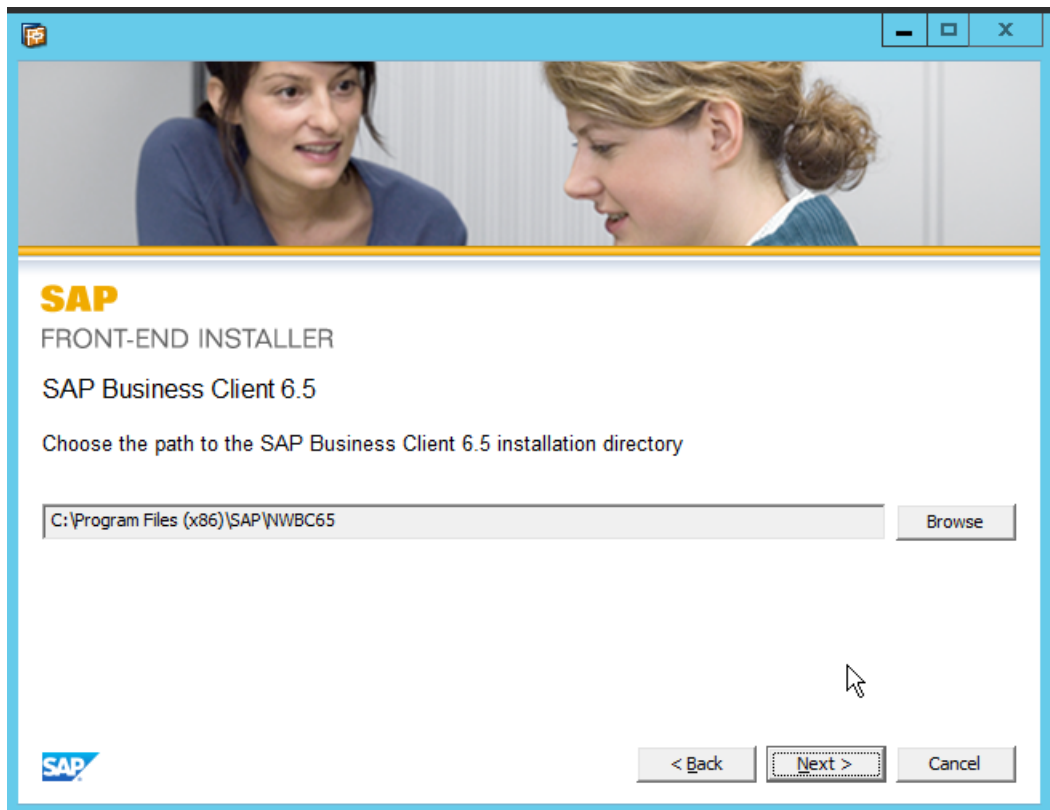 SAP
FRONT-END INSTALLER
SAP Business Client 6.5
Choose the path to the SAP Business Client 6.5 installation directory
C:\Program Files (x86)\SAP\NWBC65
Browse
SAP
< Back
Next >
Cancel